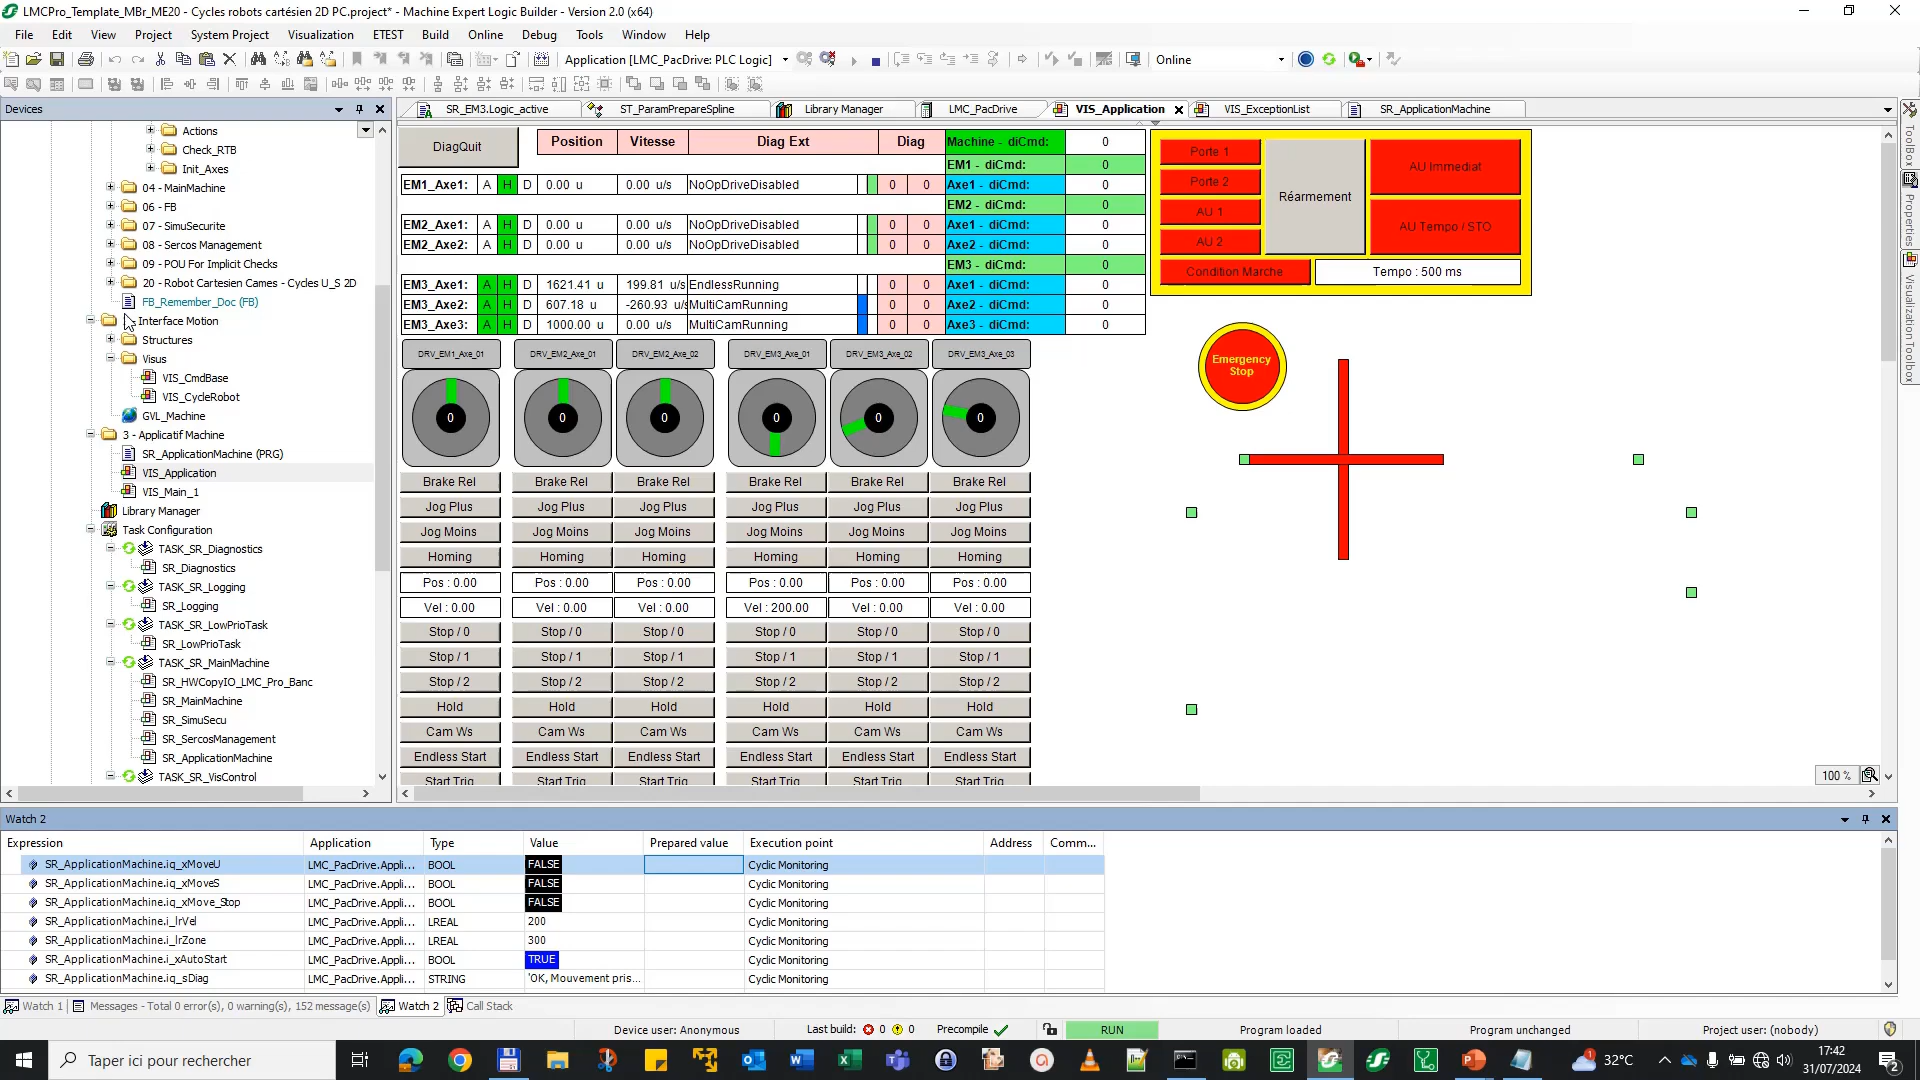 LMCPro_Template_MBr_ME20 - Cycles robots cartésien 2D PC.project* - Machine Expert Logic Builder - Version 2.0 (x64)
File Edit View Project System Project Visualization ETEST Build Online Debug Tools Window Help
Application [LMC_PacDrive: PLC Logic] Online
Devices
SR_EM3.Logic_active ST_ParamPrepareSpline Library Manager LMC_PacDrive VIS_Application VIS_ExceptionList SR_ApplicationMachine
Actions
Check_RTB
Init_Axes
04 - MainMachine
06 - FB
07 - SimuSecurite
08 - Sercos Management
09 - POU For Implicit Checks
20 - Robot Cartesien Cames - Cycles U_S 2D
FB_Remember_Doc (FB)
Interface Motion
Structures
Visus
VIS_CmdBase
VIS_CycleRobot
GVL_Machine
3 - Applicatif Machine
SR_ApplicationMachine (PRG)
VIS_Application
VIS_Main_1
Library Manager
Task Configuration
TASK_SR_Diagnostics
SR_Diagnostics
TASK_SR_Logging
SR_Logging
TASK_SR_LowPrioTask
SR_LowPrioTask
TASK_SR_MainMachine
SR_HWCopyIO_LMC_Pro_Banc
SR_MainMachine
SR_SimuSecu
SR_SercosManagement
SR_ApplicationMachine
TASK_SR_VisControl
DiagQuit Position Vitesse Diag Ext Diag Machine - diCmd: 0
EM1 - diCmd: 0
EM1_Axe1: A H D 0.00 u 0.00 u/s NoOpDriveDisabled 0 0 Axe1 - diCmd: 0
EM2 - diCmd: 0
EM2_Axe1: A H D 0.00 u 0.00 u/s NoOpDriveDisabled 0 0 Axe1 - diCmd: 0
EM2_Axe2: A H D 0.00 u 0.00 u/s NoOpDriveDisabled 0 0 Axe2 - diCmd: 0
EM3 - diCmd: 0
EM3_Axe1: A H D 1621.41 u 199.81 u/s EndlessRunning 0 0 Axe1 - diCmd: 0
EM3_Axe2: A H D 607.18 u -260.93 u/s MultiCamRunning 0 0 Axe2 - diCmd: 0
EM3_Axe3: A H D 1000.00 u 0.00 u/s MultiCamRunning 0 0 Axe3 - diCmd: 0
DRV_EM1_Axe_01 DRV_EM2_Axe_01 DRV_EM2_Axe_02 DRV_EM3_Axe_01 DRV_EM3_Axe_02 DRV_EM3_Axe_03
0 0 0 0 0 0
Brake Rel Brake Rel Brake Rel Brake Rel Brake Rel Brake Rel
Jog Plus Jog Plus Jog Plus Jog Plus Jog Plus Jog Plus
Jog Moins Jog Moins Jog Moins Jog Moins Jog Moins Jog Moins
Homing Homing Homing Homing Homing Homing
Pos : 0.00 Pos : 0.00 Pos : 0.00 Pos : 0.00 Pos : 0.00 Pos : 0.00
Vel : 0.00 Vel : 0.00 Vel : 0.00 Vel : 200.00 Vel : 0.00 Vel : 0.00
Stop / 0 Stop / 0 Stop / 0 Stop / 0 Stop / 0 Stop / 0
Stop / 1 Stop / 1 Stop / 1 Stop / 1 Stop / 1 Stop / 1
Stop / 2 Stop / 2 Stop / 2 Stop / 2 Stop / 2 Stop / 2
Hold Hold Hold Hold Hold Hold
Cam Ws Cam Ws Cam Ws Cam Ws Cam Ws Cam Ws
Endless Start Endless Start Endless Start Endless Start Endless Start Endless Start
Start Trig Start Trig Start Trig Start Trig Start Trig Start Trig
Porte 1
Porte 2
AU 1
AU 2
Réarmement
AU Immediat
AU Tempo / STO
Condition Marche Tempo : 500 ms
Emergency
Stop
100 %
ToolBox
Properties
Visualization Toolbox
Watch 2
Expression Application Type Value Prepared value Execution point Address Comm...
SR_ApplicationMachine.iq_xMoveU LMC_PacDrive.Appli... BOOL FALSE Cyclic Monitoring
SR_ApplicationMachine.iq_xMoveS LMC_PacDrive.Appli... BOOL FALSE Cyclic Monitoring
SR_ApplicationMachine.iq_xMove_Stop LMC_PacDrive.Appli... BOOL FALSE Cyclic Monitoring
SR_ApplicationMachine.i_lrVel LMC_PacDrive.Appli... LREAL 200 Cyclic Monitoring
SR_ApplicationMachine.i_lrZone LMC_PacDrive.Appli... LREAL 300 Cyclic Monitoring
SR_ApplicationMachine.i_xAutoStart LMC_PacDrive.Appli... BOOL TRUE Cyclic Monitoring
SR_ApplicationMachine.iq_sDiag LMC_PacDrive.Appli... STRING 'OK, Mouvement pris... Cyclic Monitoring
Watch 1 Messages - Total 0 error(s), 0 warning(s), 152 message(s) Watch 2 Call Stack
Device user: Anonymous Last build: 0 0 Precompile RUN Program loaded Program unchanged Project user: (nobody)
Taper ici pour rechercher 32°C 17:42
31/07/2024 2